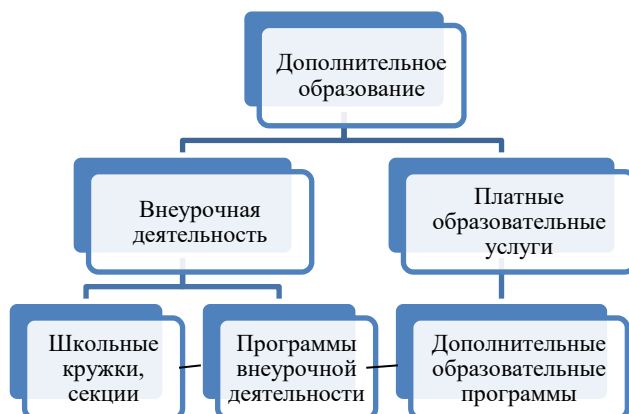 Дополнительное
образование
Внеурочная
деятельность
Платные
образовательные
услуги
Школьные
кружки,
секции
Программы
внеурочной
деятельности
Дополнительные
образовательные
программы